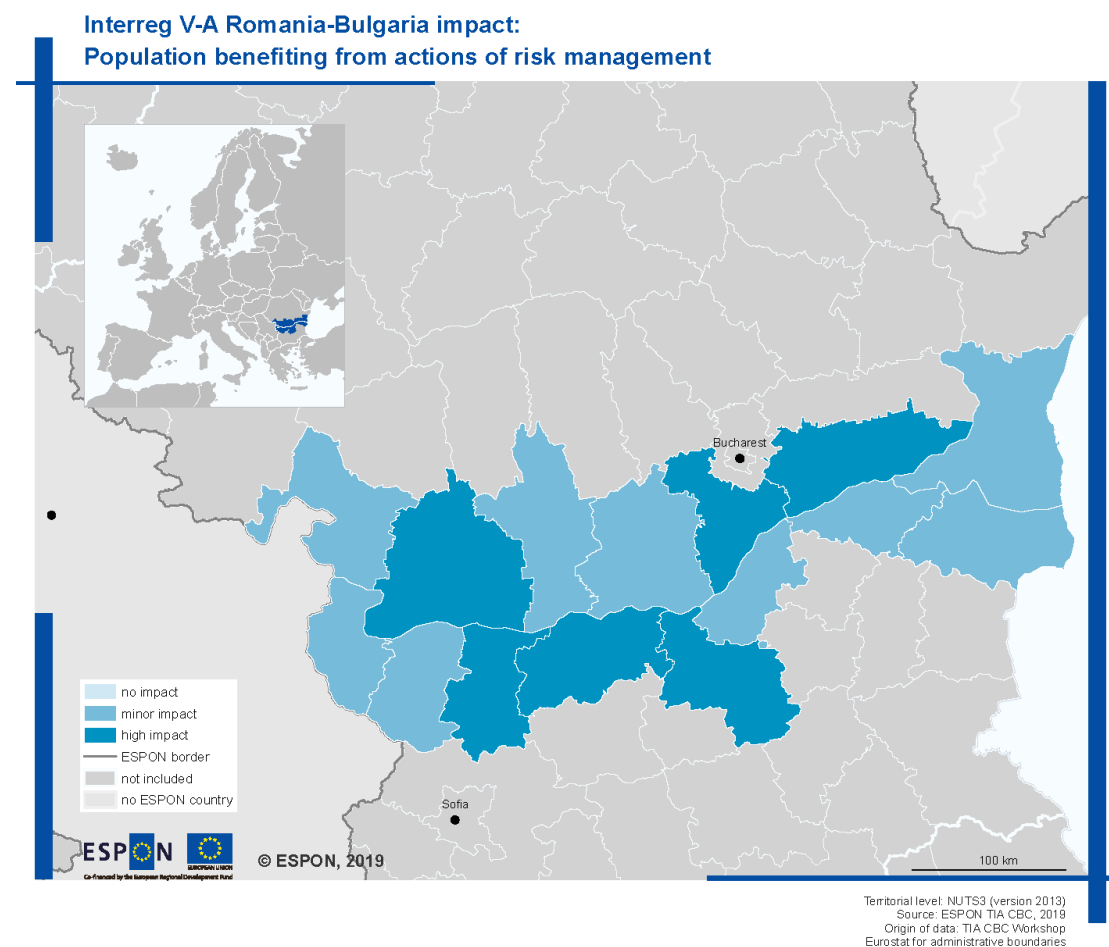 Interreg V-A Romania-Bulgaria impact:
Population benefiting from actions of risk management
Bucharest
no impact
minor impact
high impact
ESPON border
not included
no ESPON country
Sofia
ESPON
EUROPEAN UNION
Co-financed by the European Regional Development Fund
© ESPON, 2019
100 km
Territorial level: NUTS3 (version 2013)
Source: ESPON TIA CBC, 2019
Origin of data: TIA CBC Workshop
Eurostat for administrative boundaries